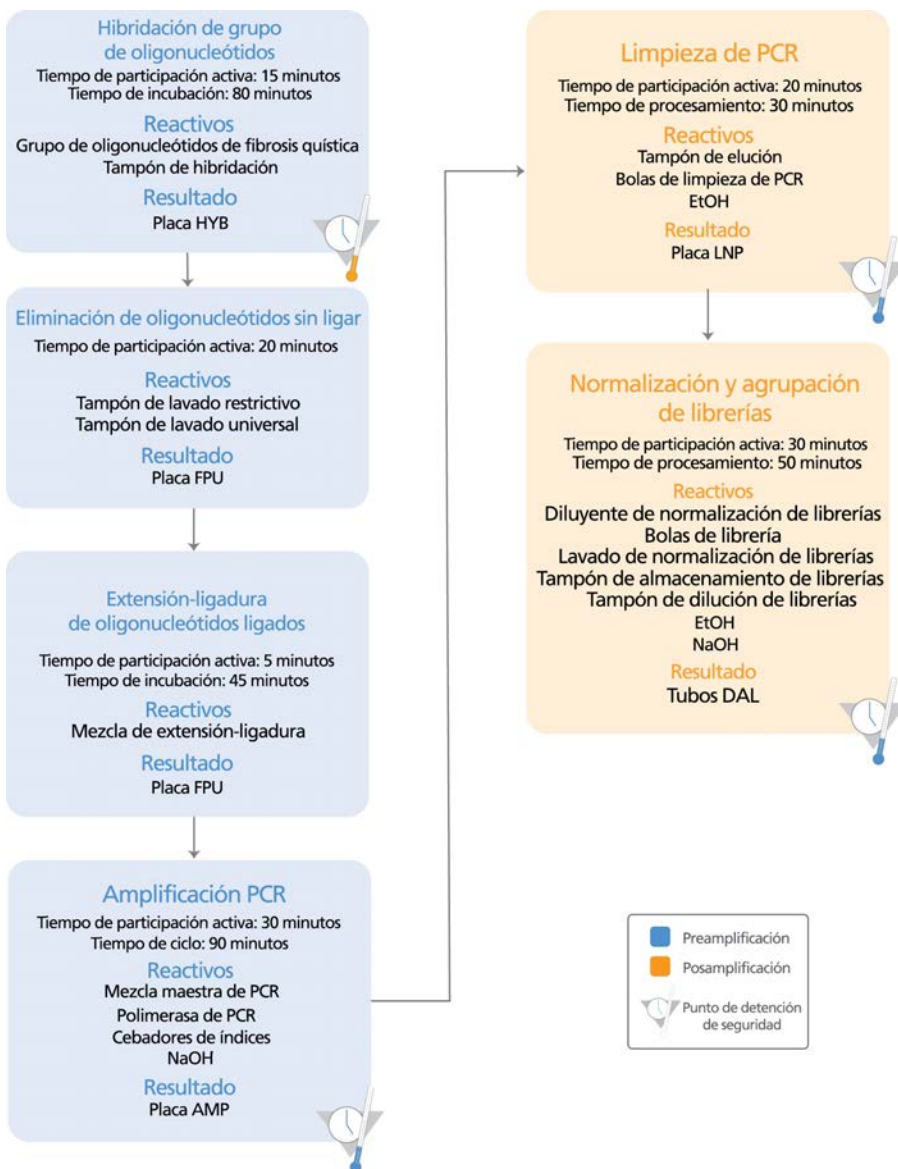 Hibridación de grupo
de oligonucleótidos
Tiempo de participación activa: 15 minutos
Tiempo de incubación: 80 minutos
Reactivos
Grupo de oligonucleótidos de fibrosis quística
Tampón de hibridación
Resultado
Placa HYB
Eliminación de oligonucleótidos sin ligar
Tiempo de participación activa: 20 minutos
Reactivos
Tampón de lavado restrictivo
Tampón de lavado universal
Resultado
Placa FPU
Extensión-ligadura
de oligonucleótidos ligados
Tiempo de participación activa: 5 minutos
Tiempo de incubación: 45 minutos
Reactivos
Mezcla de extensión-ligadura
Resultado
Placa FPU
Amplificación PCR
Tiempo de participación activa: 30 minutos
Tiempo de ciclo: 90 minutos
Reactivos
Mezcla maestra de PCR
Polimerasa de PCR
Cebadores de índices
NaOH
Resultado
Placa AMP
Limpieza de PCR
Tiempo de participación activa: 20 minutos
Tiempo de procesamiento: 30 minutos
Reactivos
Tampón de elución
Bolas de limpieza de PCR
EtOH
Resultado
Placa LNP
Normalización y agrupación
de librerías
Tiempo de participación activa: 30 minutos
Tiempo de procesamiento: 50 minutos
Reactivos
Diluyente de normalización de librerías
Bolas de librería
Lavado de normalización de librerías
Tampón de almacenamiento de librerías
Tampón de dilución de librerías
EtOH
NaOH
Resultado
Tubos DAL
Preamplificación
Posamplificación
Punto de detención
de seguridad